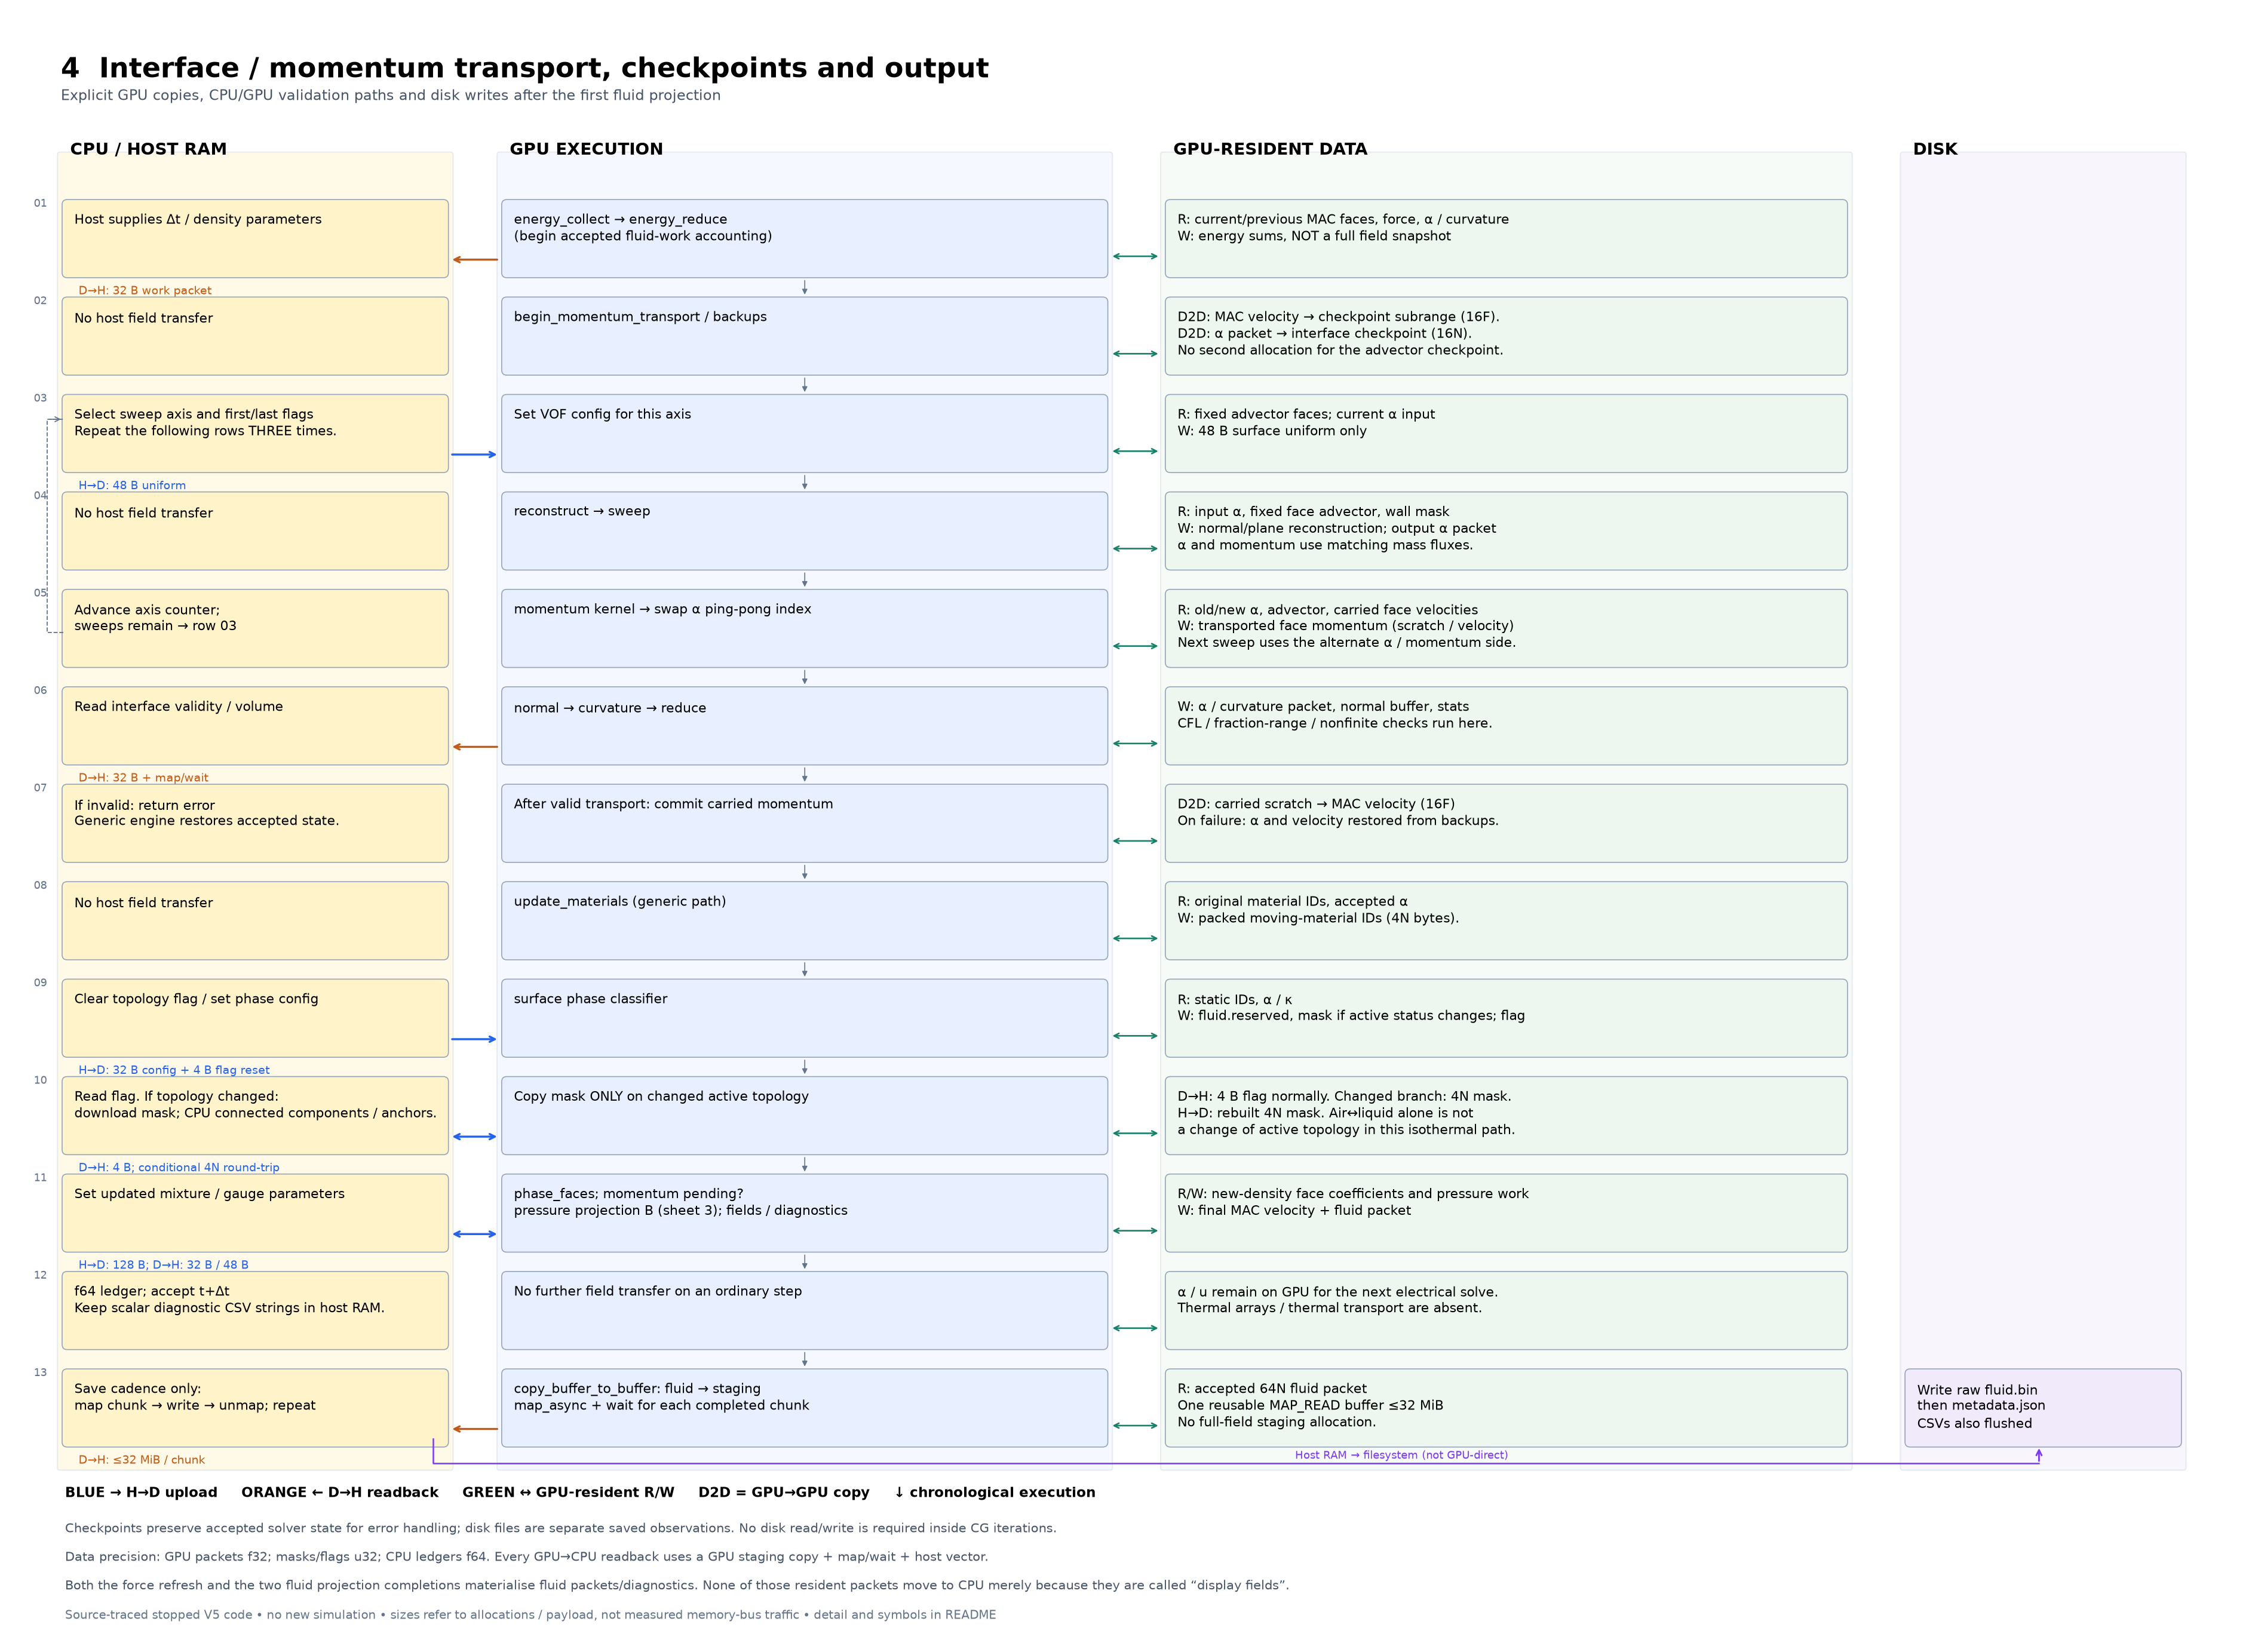 4  Interface / momentum transport, checkpoints and output
Explicit GPU copies, CPU/GPU validation paths and disk writes after the first fluid projection
CPU / HOST RAM
GPU EXECUTION
GPU-RESIDENT DATA
DISK
01
Host supplies Δt / density parameters
energy_collect → energy_reduce
(begin accepted fluid-work accounting)
R: current/previous MAC faces, force, α / curvature
W: energy sums, NOT a full field snapshot
D→H: 32 B work packet
02
No host field transfer
begin_momentum_transport / backups
D2D: MAC velocity → checkpoint subrange (16F).
D2D: α packet → interface checkpoint (16N).
No second allocation for the advector checkpoint.
03
Select sweep axis and first/last flags
Repeat the following rows THREE times.
Set VOF config for this axis
R: fixed advector faces; current α input
W: 48 B surface uniform only
H→D: 48 B uniform
04
No host field transfer
reconstruct → sweep
R: input α, fixed face advector, wall mask
W: normal/plane reconstruction; output α packet
α and momentum use matching mass fluxes.
05
Advance axis counter;
sweeps remain → row 03
momentum kernel → swap α ping-pong index
R: old/new α, advector, carried face velocities
W: transported face momentum (scratch / velocity)
Next sweep uses the alternate α / momentum side.
06
Read interface validity / volume
normal → curvature → reduce
W: α / curvature packet, normal buffer, stats
CFL / fraction-range / nonfinite checks run here.
D→H: 32 B + map/wait
07
If invalid: return error
Generic engine restores accepted state.
After valid transport: commit carried momentum
D2D: carried scratch → MAC velocity (16F)
On failure: α and velocity restored from backups.
08
No host field transfer
update_materials (generic path)
R: original material IDs, accepted α
W: packed moving-material IDs (4N bytes).
09
Clear topology flag / set phase config
surface phase classifier
R: static IDs, α / κ
W: fluid.reserved, mask if active status changes; flag
H→D: 32 B config + 4 B flag reset
10
Read flag. If topology changed:
download mask; CPU connected components / anchors.
Copy mask ONLY on changed active topology
D→H: 4 B flag normally. Changed branch: 4N mask.
H→D: rebuilt 4N mask. Air↔liquid alone is not
a change of active topology in this isothermal path.
D→H: 4 B; conditional 4N round-trip
11
Set updated mixture / gauge parameters
phase_faces; momentum pending?
pressure projection B (sheet 3); fields / diagnostics
R/W: new-density face coefficients and pressure work
W: final MAC velocity + fluid packet
H→D: 128 B; D→H: 32 B / 48 B
12
f64 ledger; accept t+Δt
Keep scalar diagnostic CSV strings in host RAM.
No further field transfer on an ordinary step
α / u remain on GPU for the next electrical solve.
Thermal arrays / thermal transport are absent.
13
Save cadence only:
map chunk → write → unmap; repeat
copy_buffer_to_buffer: fluid → staging
map_async + wait for each completed chunk
R: accepted 64N fluid packet
One reusable MAP_READ buffer ≤32 MiB
No full-field staging allocation.
Write raw fluid.bin
then metadata.json
CSVs also flushed
D→H: ≤32 MiB / chunk
Host RAM → filesystem (not GPU-direct)
BLUE → H→D upload     ORANGE ← D→H readback     GREEN ↔ GPU-resident R/W     D2D = GPU→GPU copy     ↓ chronological execution
Checkpoints preserve accepted solver state for error handling; disk files are separate saved observations. No disk read/write is required inside CG iterations.
Data precision: GPU packets f32; masks/flags u32; CPU ledgers f64. Every GPU→CPU readback uses a GPU staging copy + map/wait + host vector.
Both the force refresh and the two fluid projection completions materialise fluid packets/diagnostics. None of those resident packets move to CPU merely because they are called “display fields”.
Source-traced stopped V5 code • no new simulation • sizes refer to allocations / payload, not measured memory-bus traffic • detail and symbols in README